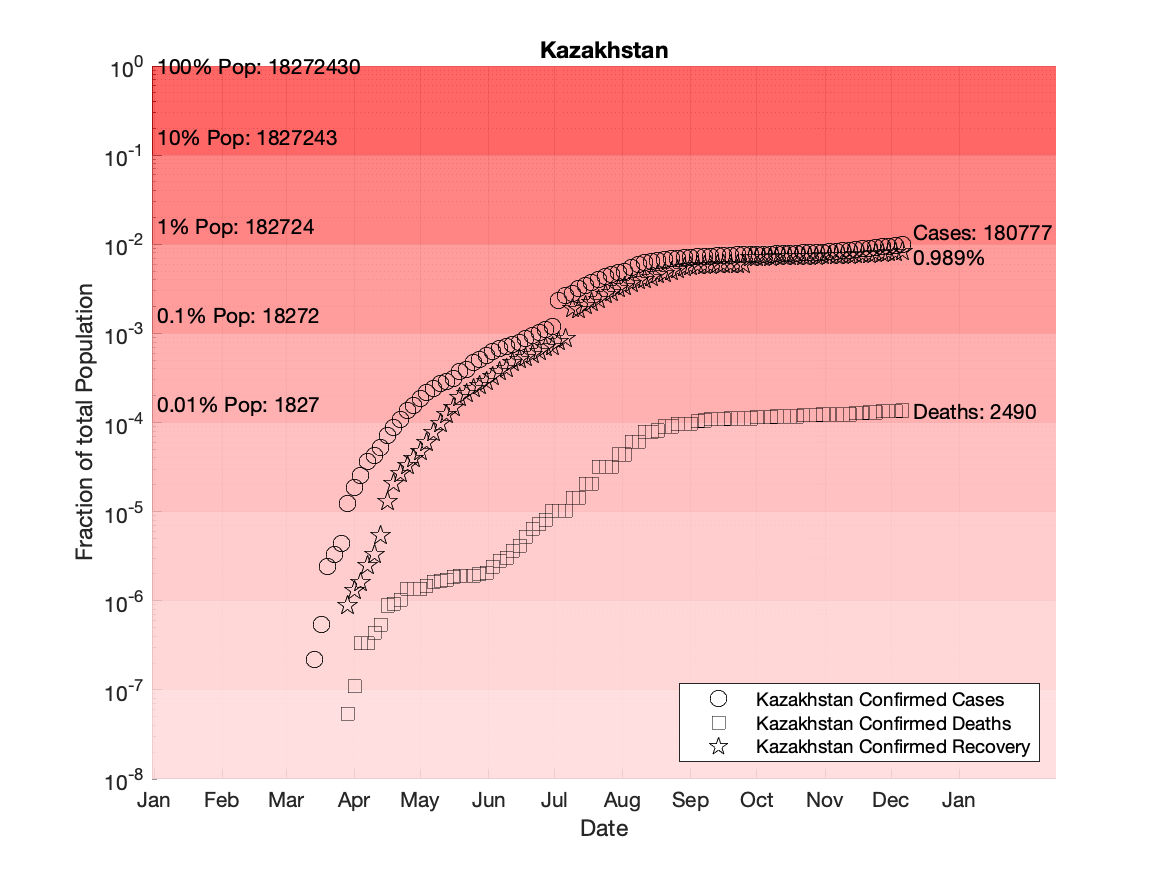 Kazakhstan
10^0
100% Pop: 18272430
10% Pop: 1827243
10^-1
1% Pop: 182724
10^-2
Cases: 180777
0.989%
0.1% Pop: 18272
10^-3
0.01% Pop: 1827
10^-4
Deaths: 2490
10^-5
10^-6
10^-7
10^-8
Fraction of total Population
Kazakhstan Confirmed Cases
Kazakhstan Confirmed Deaths
Kazakhstan Confirmed Recovery
Jan Feb Mar Apr May Jun Jul Aug Sep Oct Nov Dec Jan
Date